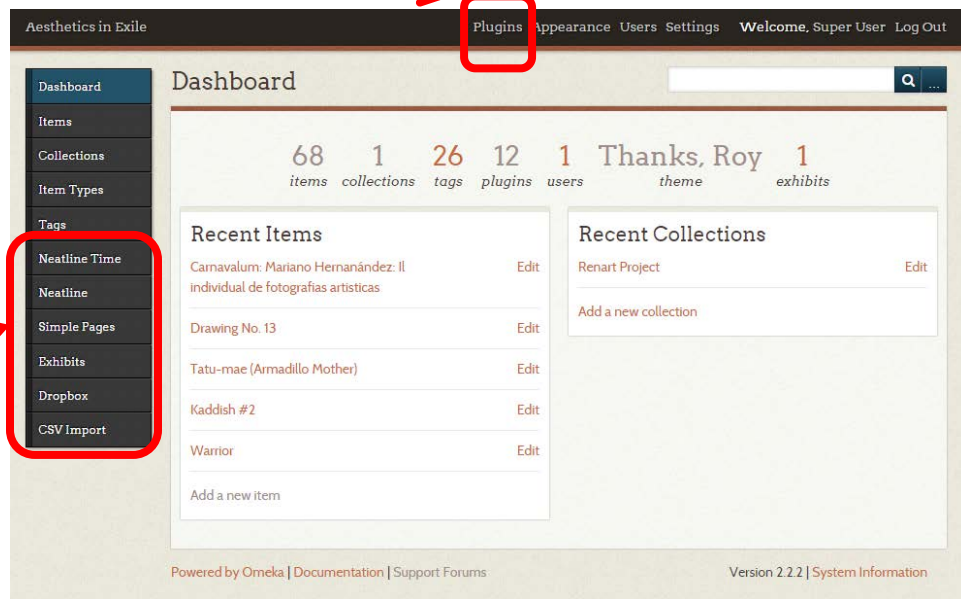 Aesthetics in Exile
Plugins Appearance Users Settings Welcome, Super User Log Out
Dashboard
Items
Collections
Item Types
Tags
Neatline Time
Neatline
Simple Pages
Exhibits
Dropbox
CSV Import
Dashboard
...
68 1 26 12 1 Thanks, Roy 1
items collections tags plugins users theme exhibits
Recent Items
Carnavalum: Mariano Hernanández: Il Edit
individual de fotografias artisticas
Drawing No. 13 Edit
Tatu-mae (Armadillo Mother) Edit
Kaddish #2 Edit
Warrior Edit
Add a new item
Recent Collections
Renart Project Edit
Add a new collection
Powered by Omeka | Documentation | Support Forums
Version 2.2.2 | System Information